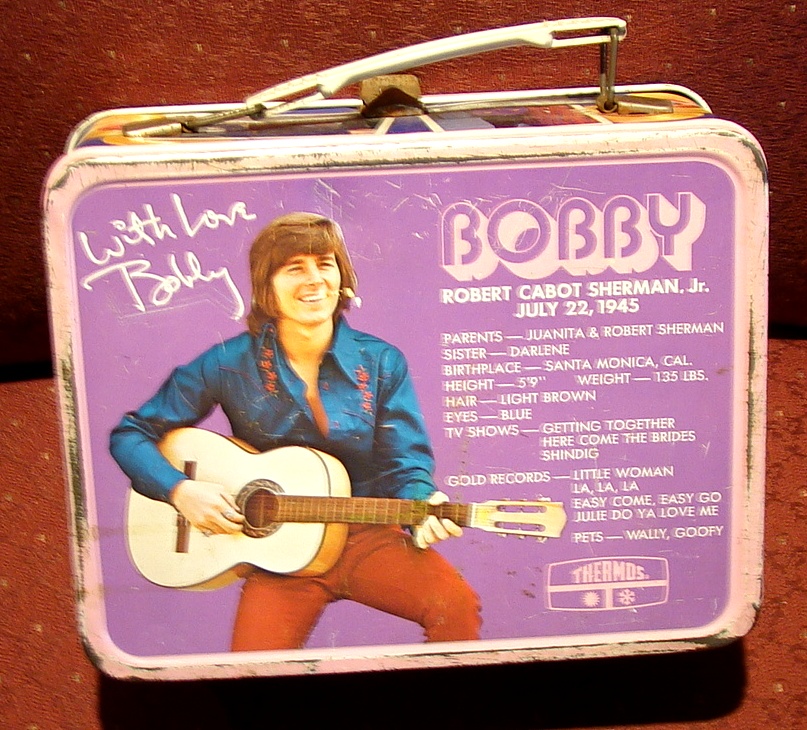 With Love
Bobby
BOBBY
ROBERT CABOT SHERMAN, Jr.
JULY 22, 1945
PARENTS — JUANITA & ROBERT SHERMAN
SISTER — DARLENE
BIRTHPLACE — SANTA MONICA, CAL.
HEIGHT — 5'9" WEIGHT — 135 LBS.
HAIR — LIGHT BROWN
EYES — BLUE
TV SHOWS — GETTING TOGETHER
HERE COME THE BRIDES
SHINDIG
GOLD RECORDS — LITTLE WOMAN
LA, LA, LA
EASY COME, EASY GO
JULIE DO YA LOVE ME
PETS — WALLY, GOOFY
THERMOS.